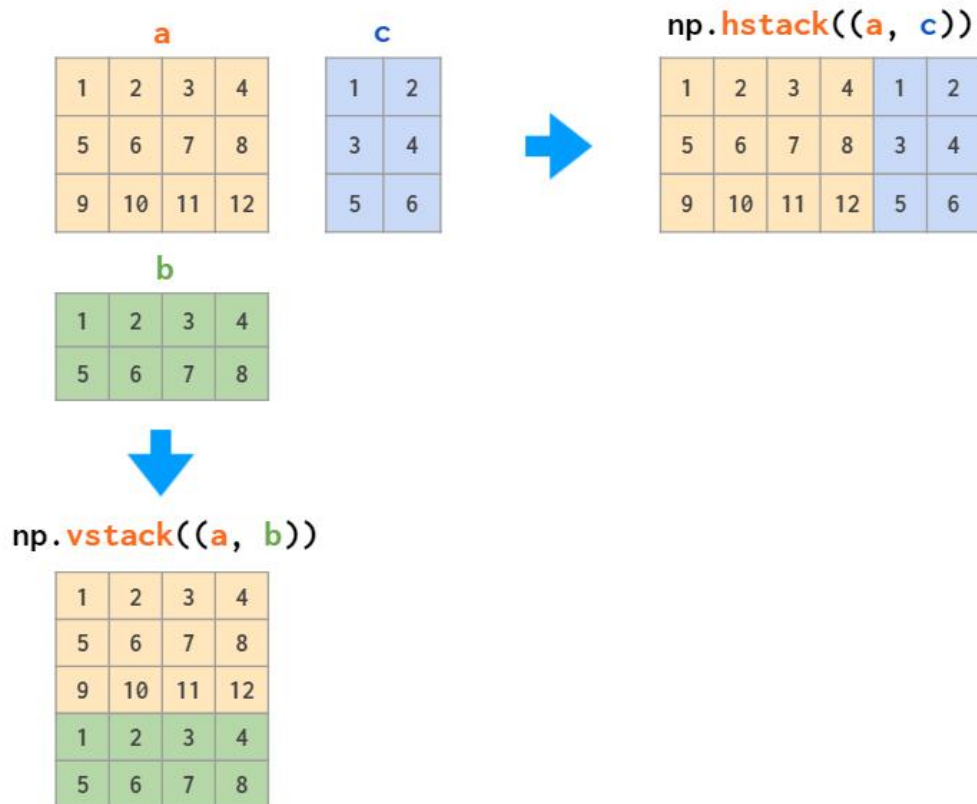 a
1 2 3 4
5 6 7 8
9 10 11 12
c
1 2
3 4
5 6
np.hstack((a, c))
1 2 3 4 1 2
5 6 7 8 3 4
9 10 11 12 5 6
b
1 2 3 4
5 6 7 8
np.vstack((a, b))
1 2 3 4
5 6 7 8
9 10 11 12
1 2 3 4
5 6 7 8